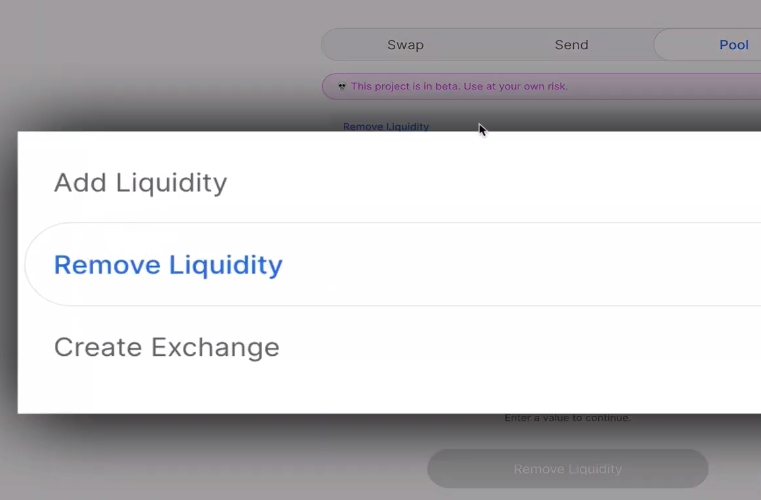 Swap Send Pool
This project is in beta. Use at your own risk.
Remove Liquidity
Add Liquidity
Remove Liquidity
Create Exchange
Enter a value to continue.
Remove Liquidity